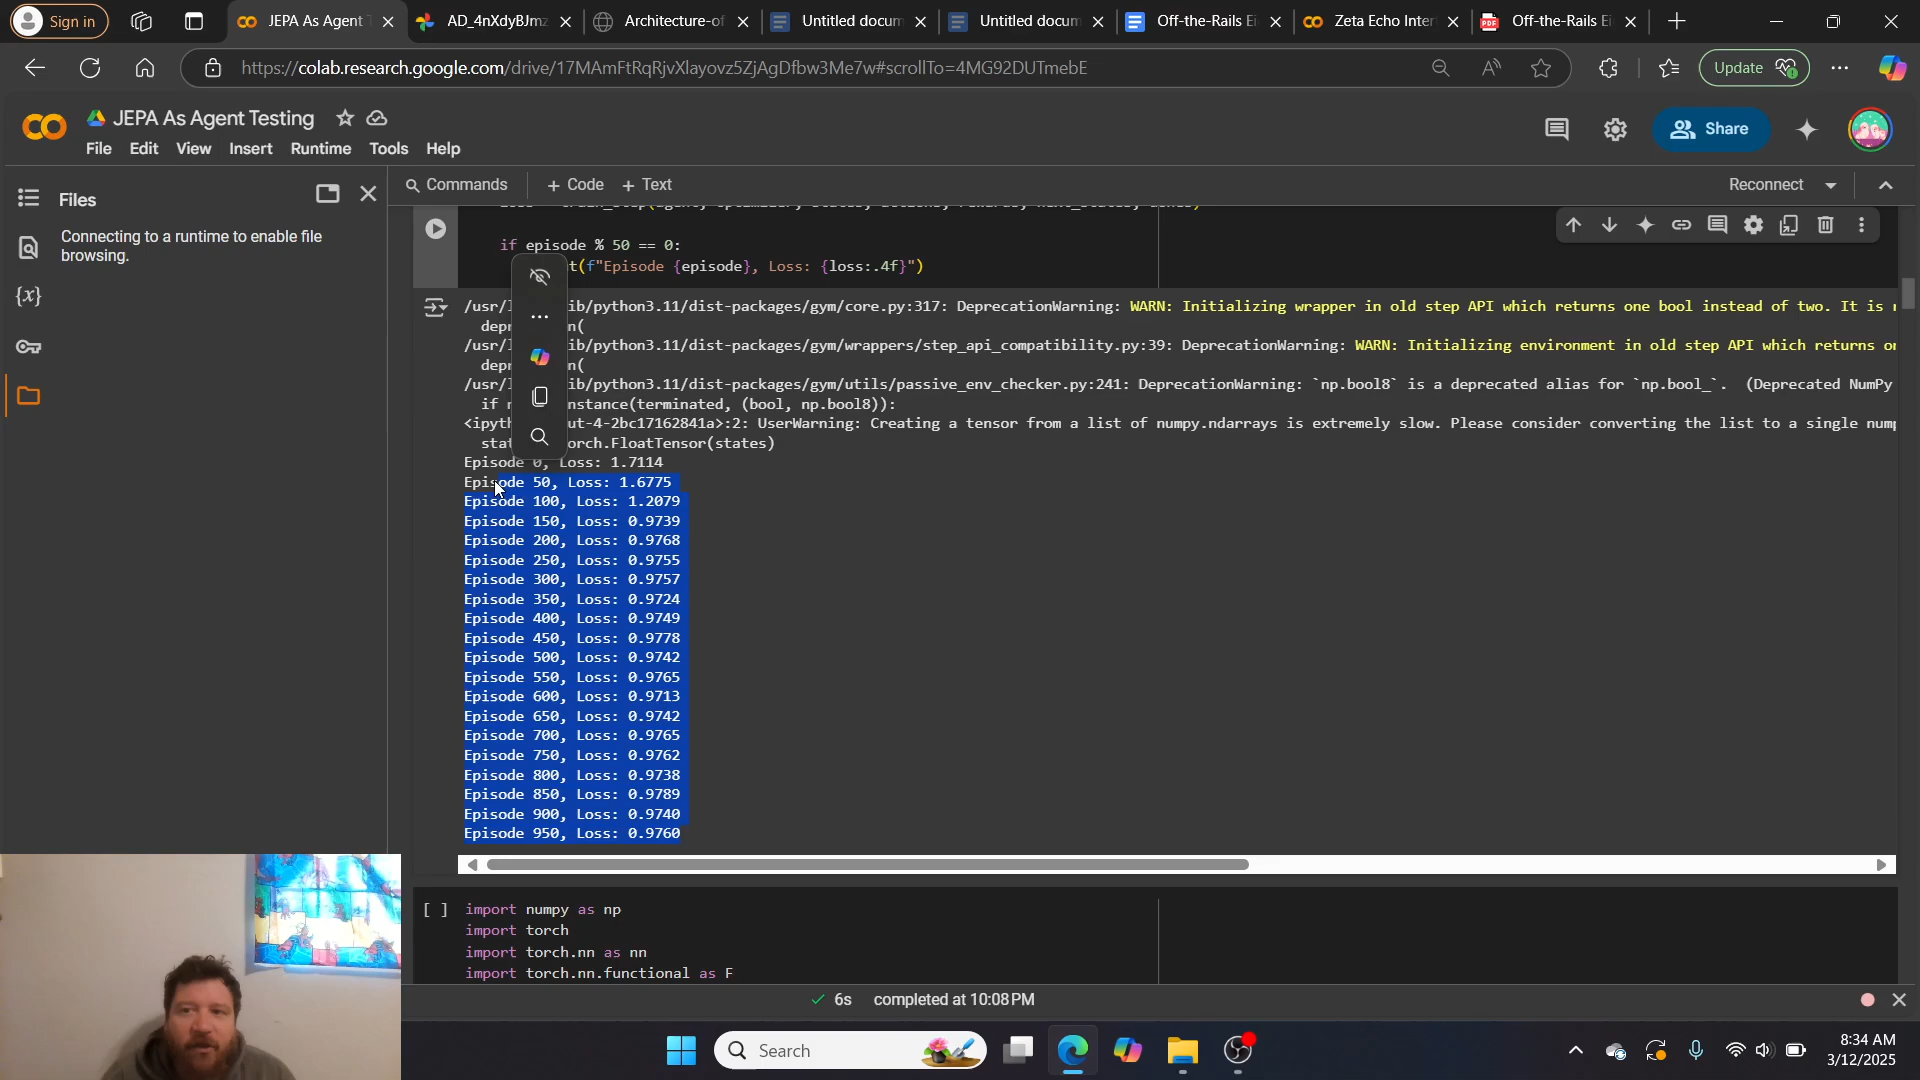 Sign in
JEPA As Agent T
AD_4nXdyBJmz
Architecture-of
Untitled docum
Untitled docum
Off-the-Rails Ei
Zeta Echo Inter
Off-the-Rails Ei
https://colab.research.google.com/drive/17MAmFtRqRjvXlayovz5ZjAgDfbw3Me7w#scrollTo=4MG92DUTmebE
Update
JEPA As Agent Testing
Share
File Edit View Insert Runtime Tools Help
Files
Commands + Code + Text
Reconnect
Connecting to a runtime to enable file
browsing.
if episode % 50 == 0:
t(f"Episode {episode}, Loss: {loss:.4f}")
/usr/l ib/python3.11/dist-packages/gym/core.py:317: DeprecationWarning: WARN: Initializing wrapper in old step API which returns one bool instead of two. It is
depr n(
/usr/l ib/python3.11/dist-packages/gym/wrappers/step_api_compatibility.py:39: DeprecationWarning: WARN: Initializing environment in old step API which returns
depr n(
/usr/l ib/python3.11/dist-packages/gym/utils/passive_env_checker.py:241: DeprecationWarning: `np.bool8` is a deprecated alias for `np.bool_`. (Deprecated NumPy
if nstance(terminated, (bool, np.bool8)):
<ipyth ut-4-2bc17162841a>:2: UserWarning: Creating a tensor from a list of numpy.ndarrays is extremely slow. Please consider converting the list to a single
stat orch.FloatTensor(states)
Episode 0, Loss: 1.7114
Episode 50, Loss: 1.6775
Episode 100, Loss: 1.2079
Episode 150, Loss: 0.9739
Episode 200, Loss: 0.9768
Episode 250, Loss: 0.9755
Episode 300, Loss: 0.9757
Episode 350, Loss: 0.9724
Episode 400, Loss: 0.9749
Episode 450, Loss: 0.9778
Episode 500, Loss: 0.9742
Episode 550, Loss: 0.9765
Episode 600, Loss: 0.9713
Episode 650, Loss: 0.9742
Episode 700, Loss: 0.9765
Episode 750, Loss: 0.9762
Episode 800, Loss: 0.9738
Episode 850, Loss: 0.9789
Episode 900, Loss: 0.9740
Episode 950, Loss: 0.9760
[ ] import numpy as np
import torch
import torch.nn as nn
import torch.nn.functional as F
6s completed at 10:08 PM
Search
8:34 AM
3/12/2025